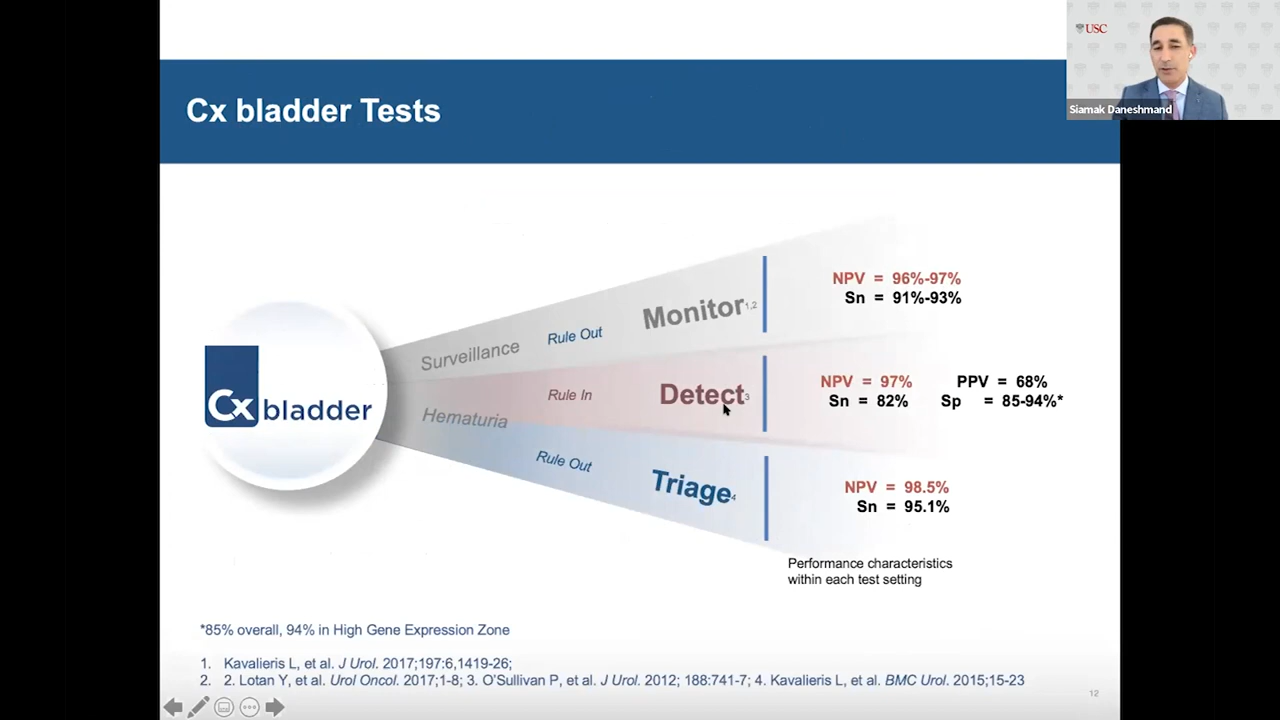 USC
Siamak Daneshmand
Cx bladder Tests
Cx bladder
Surveillance
Hematuria
Rule Out
Rule In
Rule Out
Monitor1,2
Detect3
Triage4
NPV = 96%-97%
Sn = 91%-93%
NPV = 97% PPV = 68%
Sn = 82% Sp = 85-94%*
NPV = 98.5%
Sn = 95.1%
Performance characteristics
within each test setting
*85% overall, 94% in High Gene Expression Zone
1. Kavalieris L, et al. J Urol. 2017;197:6,1419-26;
2. 2. Lotan Y, et al. Urol Oncol. 2017;1-8; 3. O'Sullivan P, et al. J Urol. 2012; 188:741-7; 4. Kavalieris L, et al. BMC Urol. 2015;15-23
12